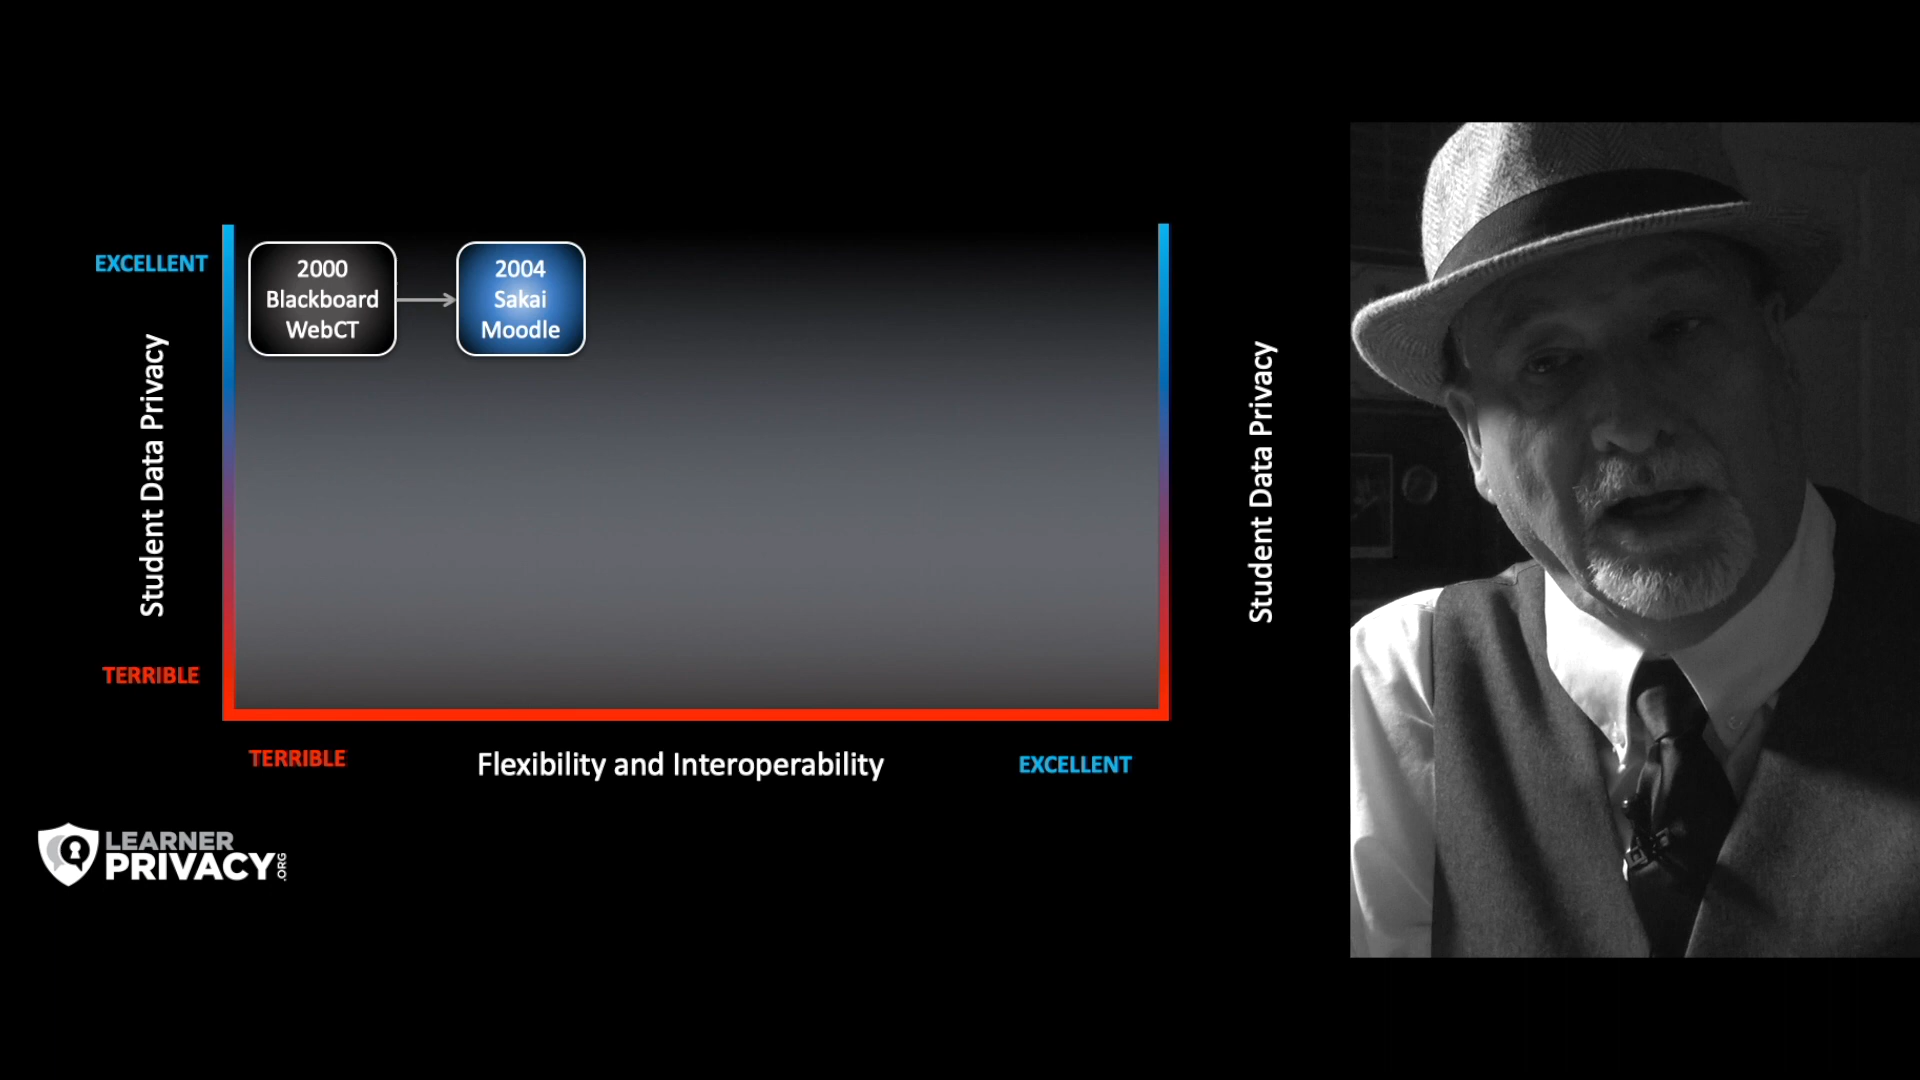 EXCELLENT
2000
Blackboard
WebCT
2004
Sakai
Moodle
Student Data Privacy
Student Data Privacy
TERRIBLE
TERRIBLE
Flexibility and Interoperability
EXCELLENT
LEARNER
PRIVACY.ORG